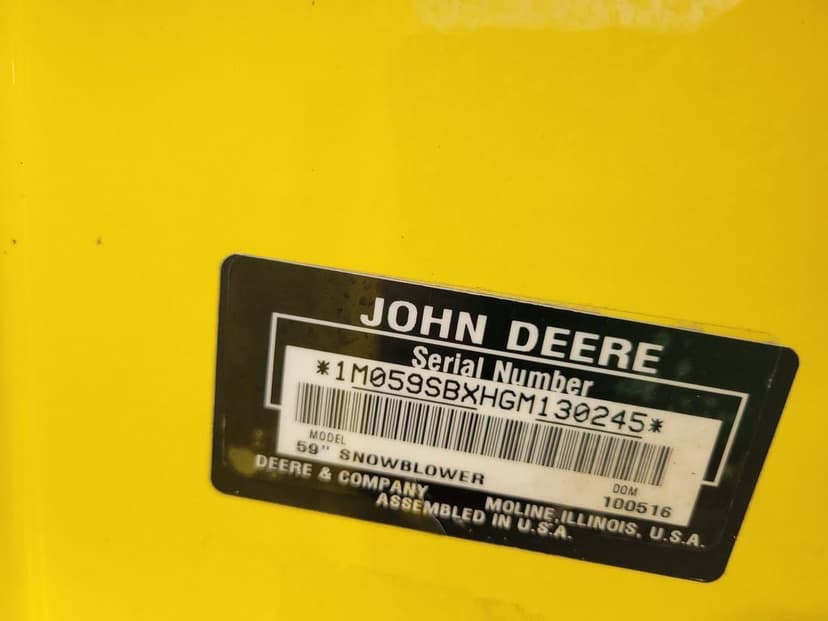 JOHN DEERE
Serial Number
*1M059SBXHGM130245*
MODEL
59" SNOWBLOWER
DOM
100516
DEERE & COMPANY MOLINE, ILLINOIS, U.S.A.
ASSEMBLED IN U.S.A.